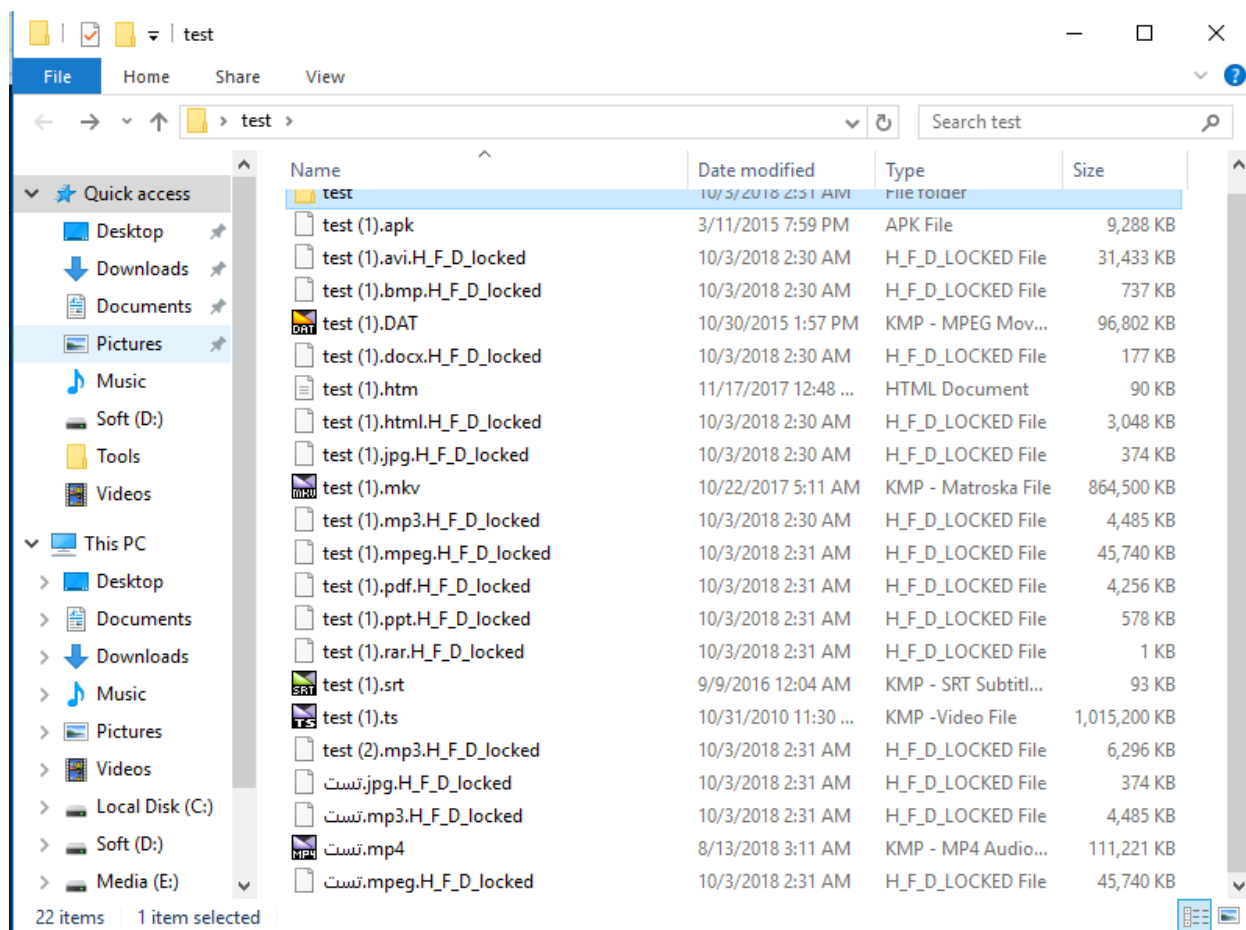 test
File Home Share View
test
Search test
Name Date modified Type Size
Quick access
Desktop
Downloads
Documents
Pictures
Music
Soft (D:)
Tools
Videos
This PC
Desktop
Documents
Downloads
Music
Pictures
Videos
Local Disk (C:)
Soft (D:)
Media (E:)
test 10/3/2018 2:31 AM File folder
test (1).apk 3/11/2015 7:59 PM APK File 9,288 KB
test (1).avi.H_F_D_locked 10/3/2018 2:30 AM H_F_D_LOCKED File 31,433 KB
test (1).bmp.H_F_D_locked 10/3/2018 2:30 AM H_F_D_LOCKED File 737 KB
DAT test (1).DAT 10/30/2015 1:57 PM KMP - MPEG Mov... 96,802 KB
test (1).docx.H_F_D_locked 10/3/2018 2:30 AM H_F_D_LOCKED File 177 KB
test (1).htm 11/17/2017 12:48 ... HTML Document 90 KB
test (1).html.H_F_D_locked 10/3/2018 2:30 AM H_F_D_LOCKED File 3,048 KB
test (1).jpg.H_F_D_locked 10/3/2018 2:30 AM H_F_D_LOCKED File 374 KB
MKV test (1).mkv 10/22/2017 5:11 AM KMP - Matroska File 864,500 KB
test (1).mp3.H_F_D_locked 10/3/2018 2:30 AM H_F_D_LOCKED File 4,485 KB
test (1).mpeg.H_F_D_locked 10/3/2018 2:31 AM H_F_D_LOCKED File 45,740 KB
test (1).pdf.H_F_D_locked 10/3/2018 2:31 AM H_F_D_LOCKED File 4,256 KB
test (1).ppt.H_F_D_locked 10/3/2018 2:31 AM H_F_D_LOCKED File 578 KB
test (1).rar.H_F_D_locked 10/3/2018 2:31 AM H_F_D_LOCKED File 1 KB
SRT test (1).srt 9/9/2016 12:04 AM KMP - SRT Subtitl... 93 KB
TS test (1).ts 10/31/2010 11:30 ... KMP -Video File 1,015,200 KB
test (2).mp3.H_F_D_locked 10/3/2018 2:31 AM H_F_D_LOCKED File 6,296 KB
تست.jpg.H_F_D_locked 10/3/2018 2:31 AM H_F_D_LOCKED File 374 KB
تست.mp3.H_F_D_locked 10/3/2018 2:31 AM H_F_D_LOCKED File 4,485 KB
MP4 تست.mp4 8/13/2018 3:11 AM KMP - MP4 Audio... 111,221 KB
تست.mpeg.H_F_D_locked 10/3/2018 2:31 AM H_F_D_LOCKED File 45,740 KB
22 items 1 item selected